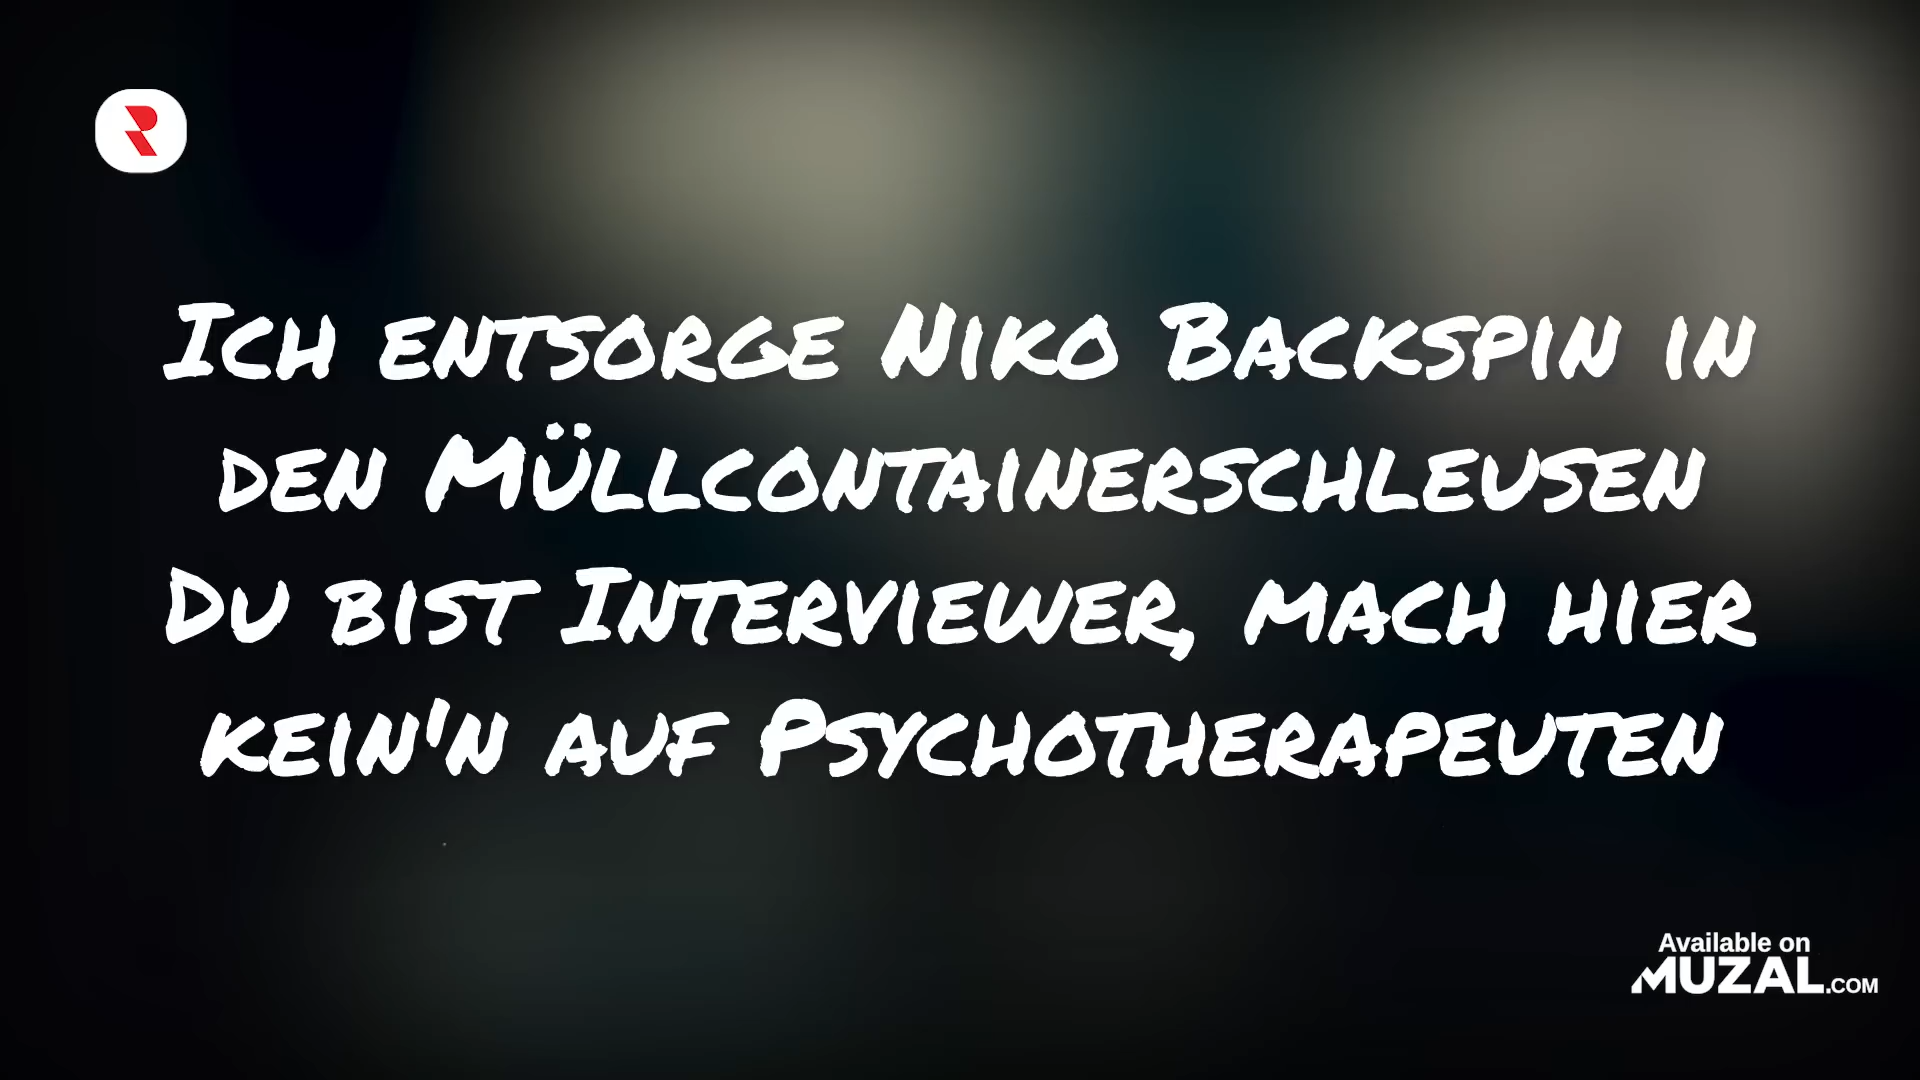 Ich entsorge Niko Backspin in
den Müllcontainerschleusen
Du bist Interviewer, mach hier
kein'n auf Psychotherapeuten
Available on
MUZAL.COM